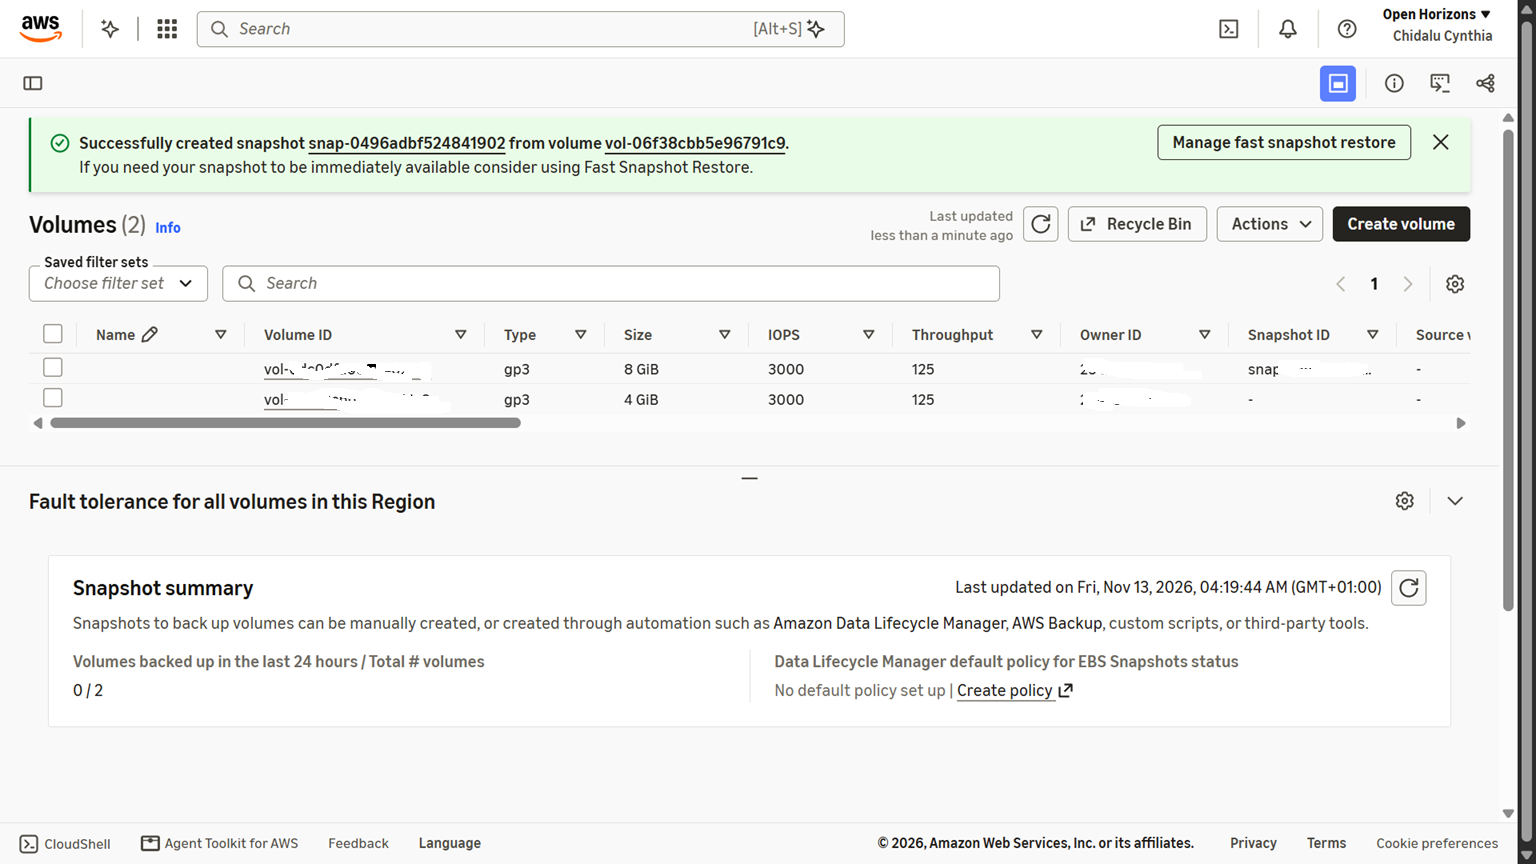 aws
Search [Alt+S]
Open Horizons
Chidalu Cynthia
Successfully created snapshot snap-0496adbf524841902 from volume vol-06f38cbb5e96791c9.
If you need your snapshot to be immediately available consider using Fast Snapshot Restore.
Manage fast snapshot restore
Volumes (2) Info
Last updated
less than a minute ago
Recycle Bin
Actions
Create volume
Saved filter sets
Choose filter set
Search
1
Name Volume ID Type Size IOPS Throughput Owner ID Snapshot ID Source
vol- gp3 8 GiB 3000 125 snap -
vol- gp3 4 GiB 3000 125 - -
Fault tolerance for all volumes in this Region
Snapshot summary
Last updated on Fri, Nov 13, 2026, 04:19:44 AM (GMT+01:00)
Snapshots to back up volumes can be manually created, or created through automation such as Amazon Data Lifecycle Manager, AWS Backup, custom scripts, or third-party tools.
Volumes backed up in the last 24 hours / Total # volumes
0 / 2
Data Lifecycle Manager default policy for EBS Snapshots status
No default policy set up | Create policy
CloudShell Agent Toolkit for AWS Feedback Language © 2026, Amazon Web Services, Inc. or its affiliates. Privacy Terms Cookie preferences